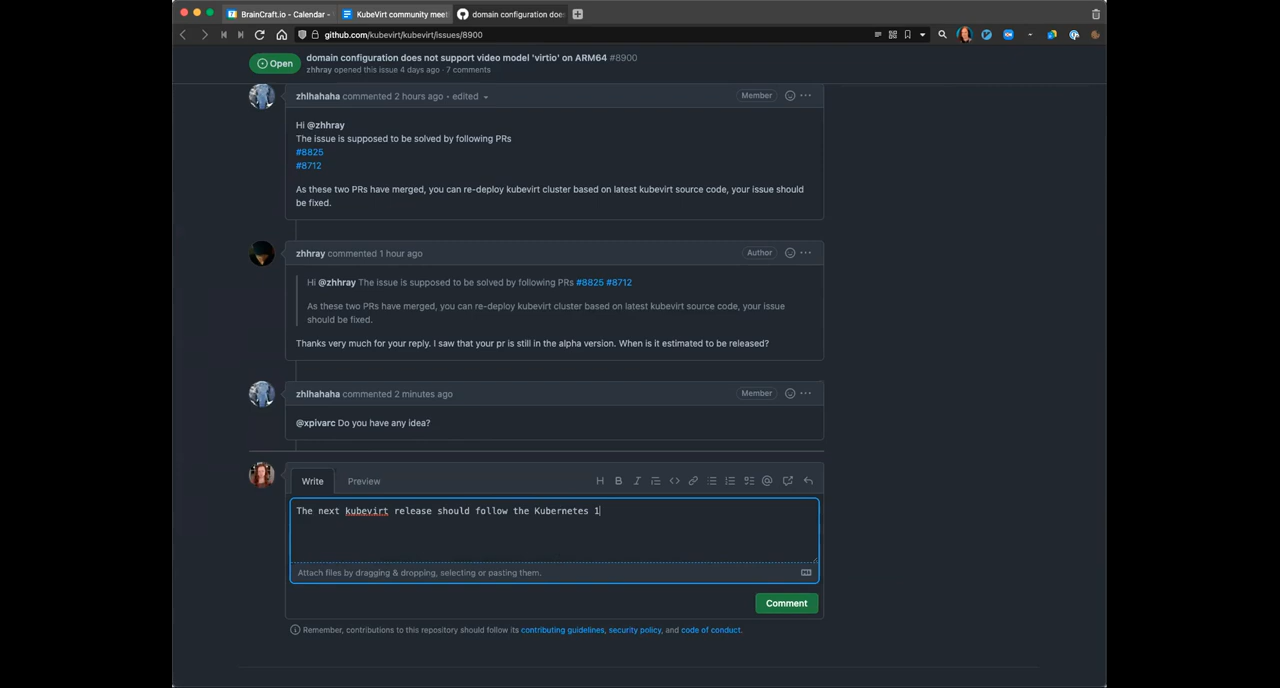 BrainCraft.io - Calendar -
KubeVirt community meet
domain configuration does
github.com/kubevirt/kubevirt/issues/8900
Open
domain configuration does not support video model 'virtio' on ARM64 #8900
zhhray opened this issue 4 days ago · 7 comments
zhlhahaha commented 2 hours ago · edited
Member
Hi @zhhray
The issue is supposed to be solved by following PRs
#8825
#8712
As these two PRs have merged, you can re-deploy kubevirt cluster based on latest kubevirt source code, your issue should
be fixed.
zhhray commented 1 hour ago
Author
Hi @zhhray The issue is supposed to be solved by following PRs #8825 #8712
As these two PRs have merged, you can re-deploy kubevirt cluster based on latest kubevirt source code, your issue
should be fixed.
Thanks very much for your reply. I saw that your pr is still in the alpha version. When is it estimated to be released?
zhlhahaha commented 2 minutes ago
Member
@xpivarc Do you have any idea?
Write
Preview
The next kubevirt release should follow the Kubernetes 1
Attach files by dragging & dropping, selecting or pasting them.
Comment
Remember, contributions to this repository should follow its contributing guidelines, security policy, and code of conduct.